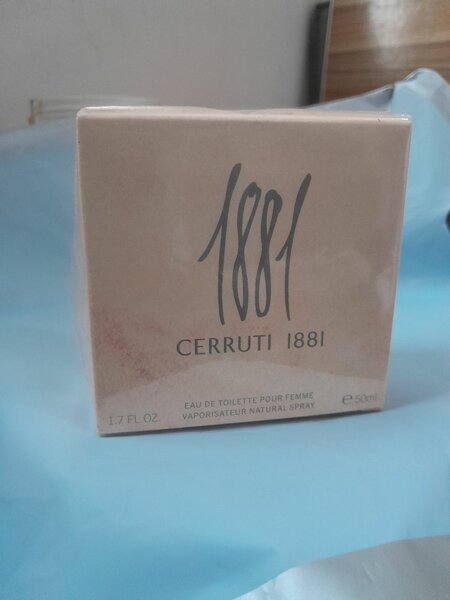 1881
CERRUTI 1881
EAU DE TOILETTE POUR FEMME
VAPORISATEUR NATURAL SPRAY
1.7 FL.OZ.
℮50ml